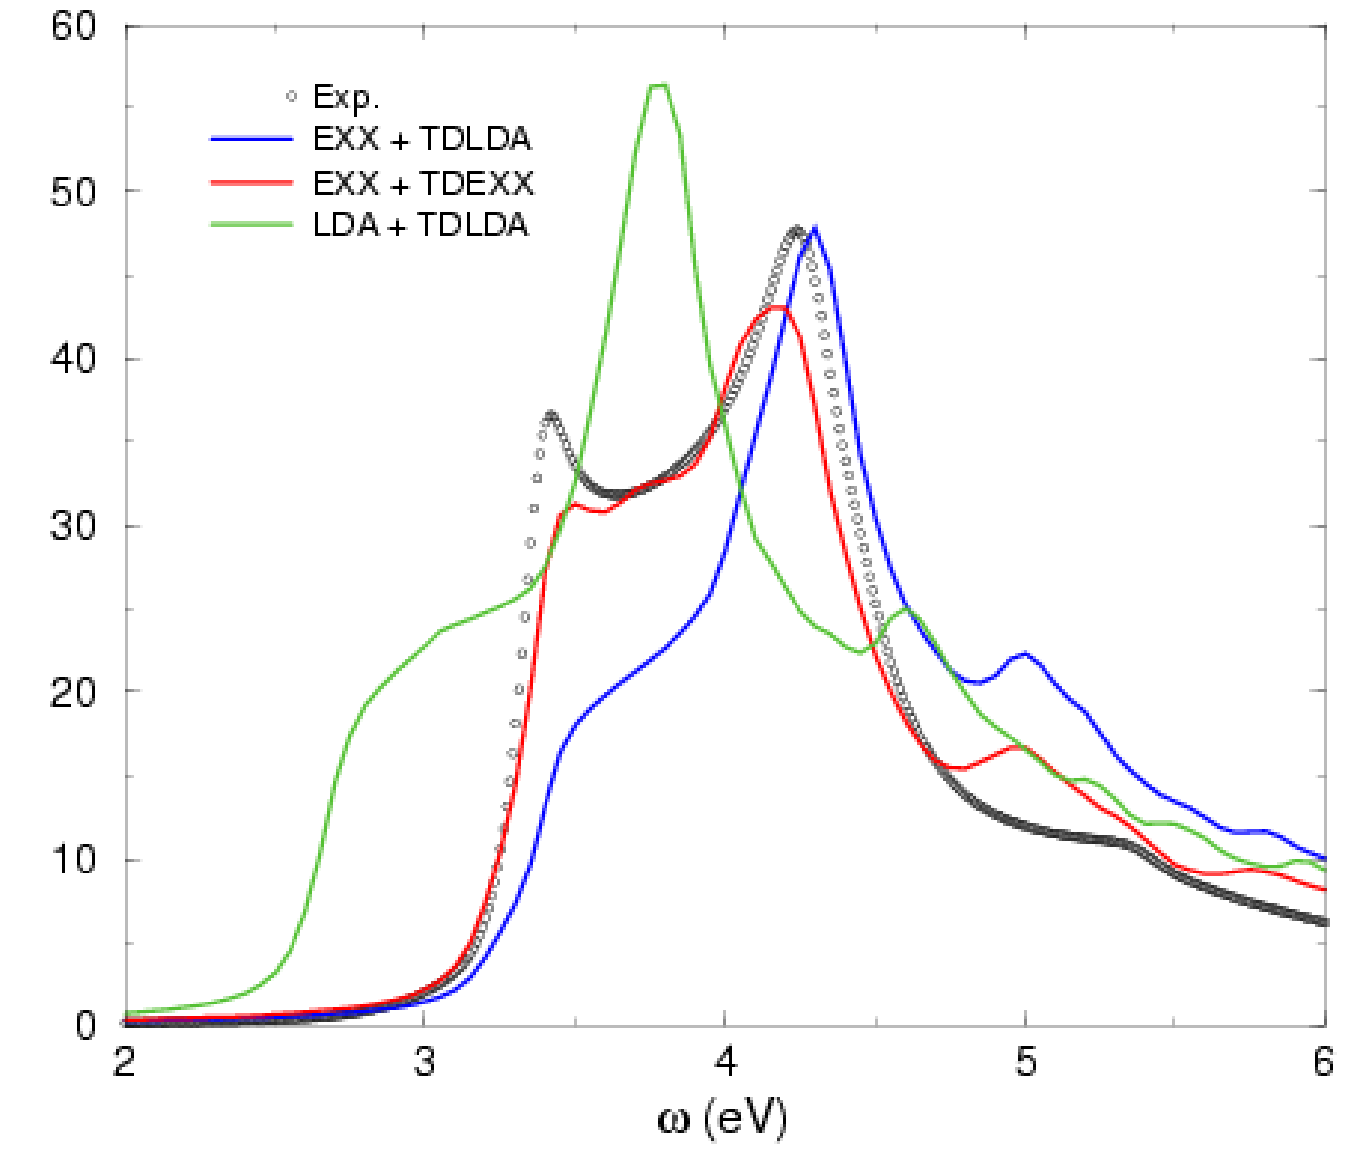 60
50
40
30
20
10
0
Exp.
EXX + TDLDA
EXX + TDEXX
LDA + TDLDA
2 3 4 5 6
ω (eV)